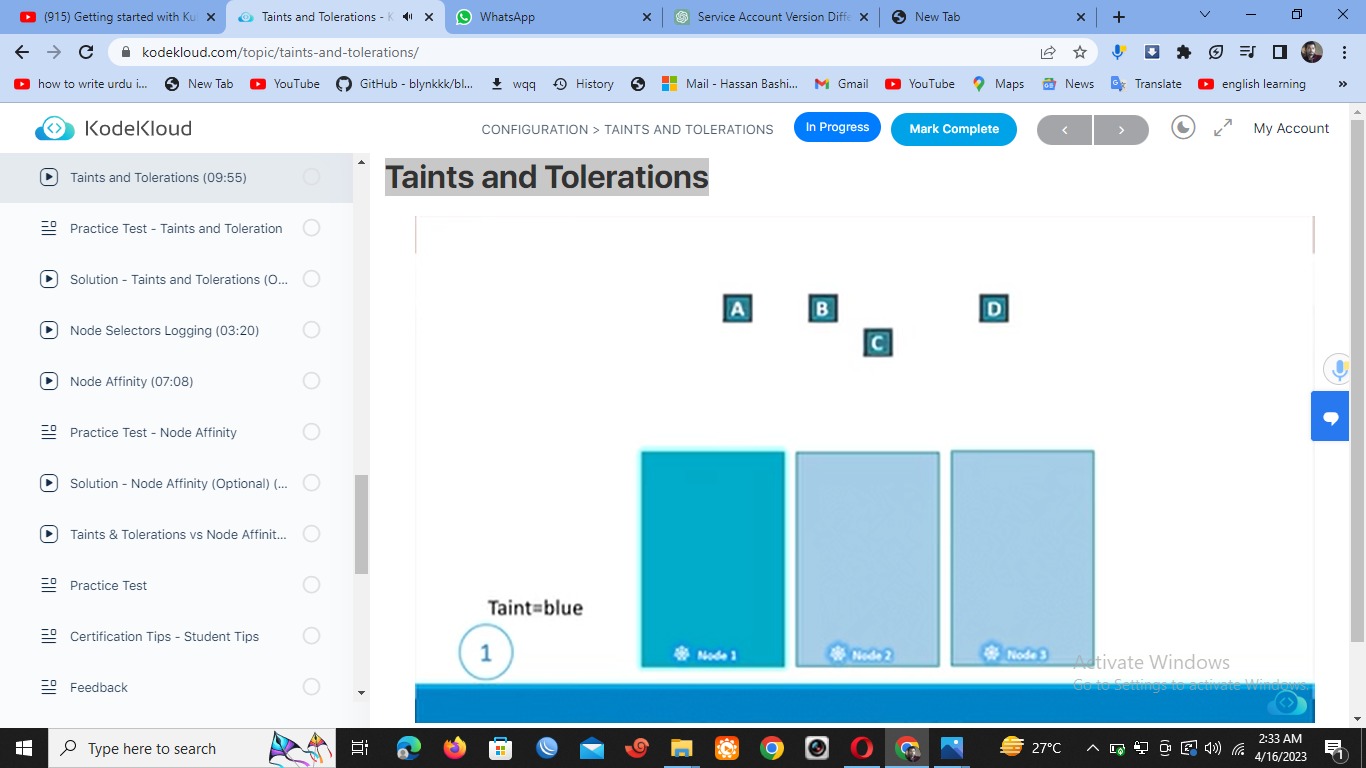 (915) Getting started with Ku
Taints and Tolerations - K
WhatsApp
Service Account Version Diffe
New Tab
kodekloud.com/topic/taints-and-tolerations/
how to write urdu i...
New Tab
YouTube
GitHub - blynkkk/bl...
wqq
History
Mail - Hassan Bashi...
Gmail
YouTube
Maps
News
Translate
english learning
»
KodeKloud
CONFIGURATION > TAINTS AND TOLERATIONS
In Progress
Mark Complete
My Account
Taints and Tolerations (09:55)
Practice Test - Taints and Toleration
Solution - Taints and Tolerations (O...
Node Selectors Logging (03:20)
Node Affinity (07:08)
Practice Test - Node Affinity
Solution - Node Affinity (Optional) (...
Taints & Tolerations vs Node Affinit...
Practice Test
Certification Tips - Student Tips
Feedback
Taints and Tolerations
A
B
D
C
Taint=blue
1
Node 1
Node 2
Node 3
Activate Windows
Go to Settings to activate Windows.
Type here to search
27°C
2:33 AM
4/16/2023
1